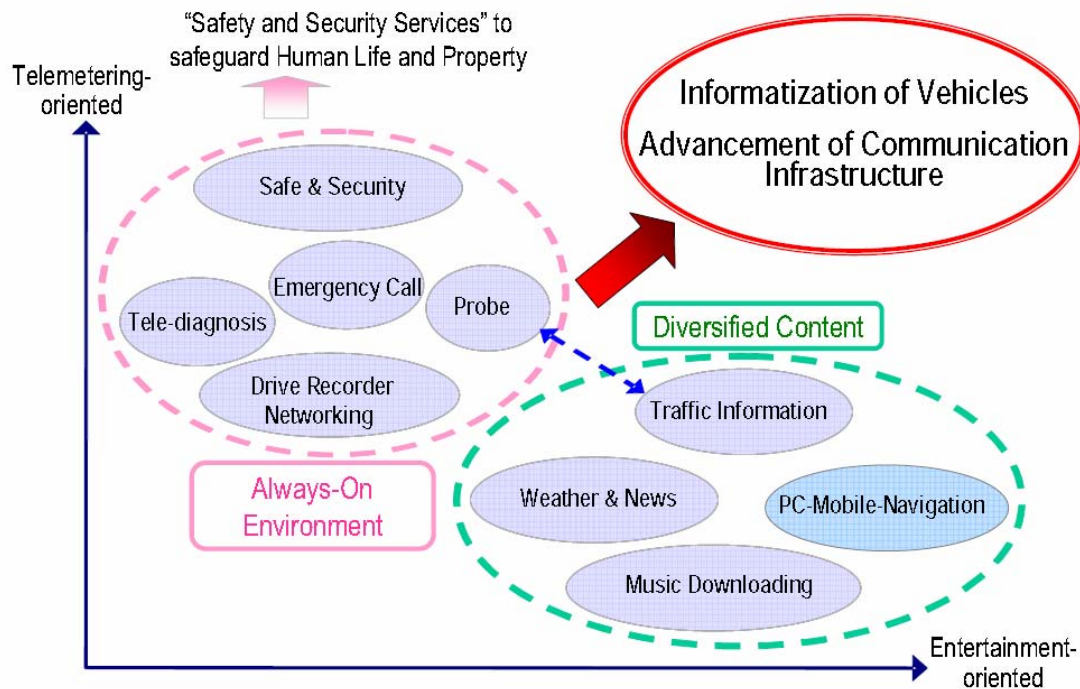 “Safety and Security Services” to
safeguard Human Life and Property
Telemetering-
oriented
Informatization of Vehicles
Advancement of Communication
Infrastructure
Safe & Security
Emergency Call
Probe
Tele-diagnosis
Drive Recorder
Networking
Always-On
Environment
Diversified Content
Traffic Information
Weather & News
PC-Mobile-Navigation
Music Downloading
Entertainment-
oriented